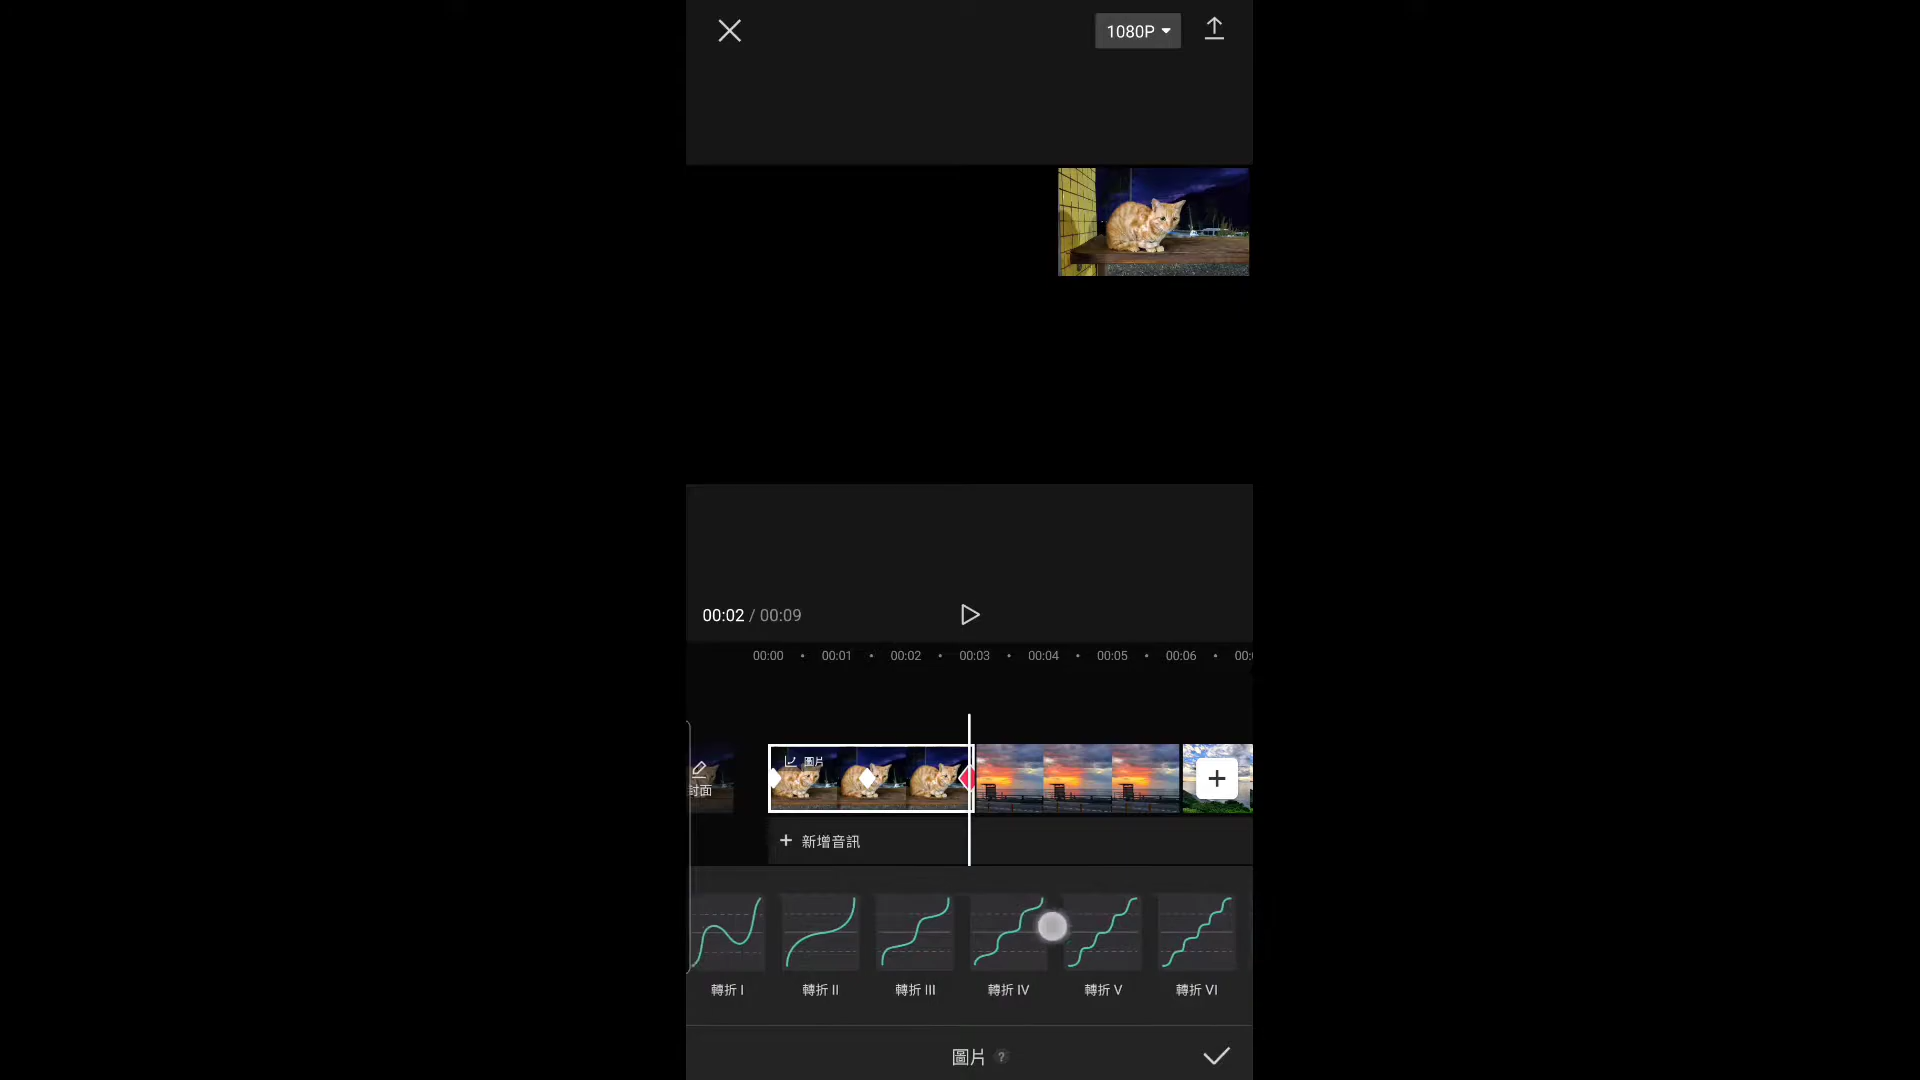 1080P
00:02 / 00:09
00:00 00:01 00:02 00:03 00:04 00:05 00:06 00:
圖片
封面
+ 新增音訊
轉折 I 轉折 II 轉折 III 轉折 IV 轉折 V 轉折 VI
圖片 ?